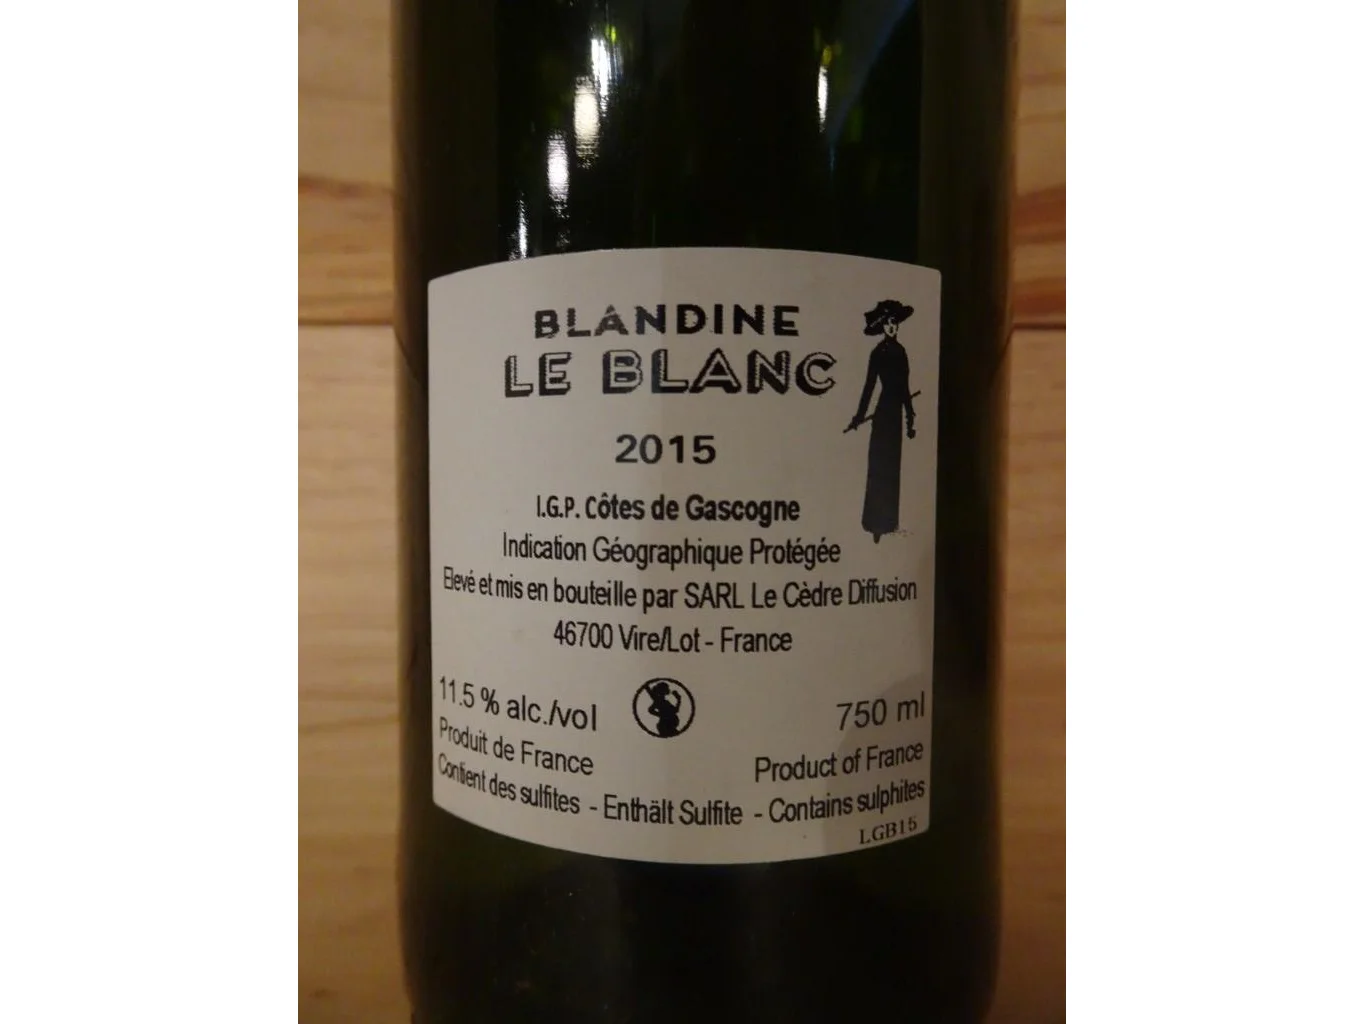 BLANDINE
LE BLANC
2015
I.G.P. Côtes de Gascogne
Indication Géographique Protégée
Elevé et mis en bouteille par SARL Le Cèdre Diffusion
46700 Vire/Lot - France
11.5 % alc./vol
750 ml
Produit de France
Product of France
Contient des sulfites - Enthält Sulfite - Contains sulphites
LGB15